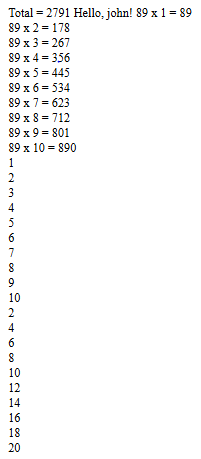 Total = 2791 Hello, john! 89 x 1 = 89
89 x 2 = 178
89 x 3 = 267
89 x 4 = 356
89 x 5 = 445
89 x 6 = 534
89 x 7 = 623
89 x 8 = 712
89 x 9 = 801
89 x 10 = 890
1
2
3
4
5
6
7
8
9
10
2
4
6
8
10
12
14
16
18
20